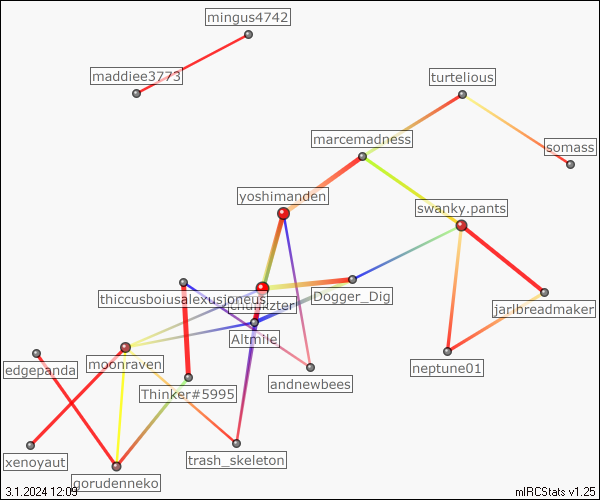 mingus4742
maddiee3773
turtelious
marcemadness
somass
yoshimanden
swanky.pants
thiccusboiusalexusjoneus
Dogger_Dig
jarlbreadmaker
Altmile
edgepanda
moonraven
neptune01
andnewbees
Thinker#5995
xenoyaut
trash_skeleton
gorudenneko
3.1.2024 12:09
mIRCStats v1.25